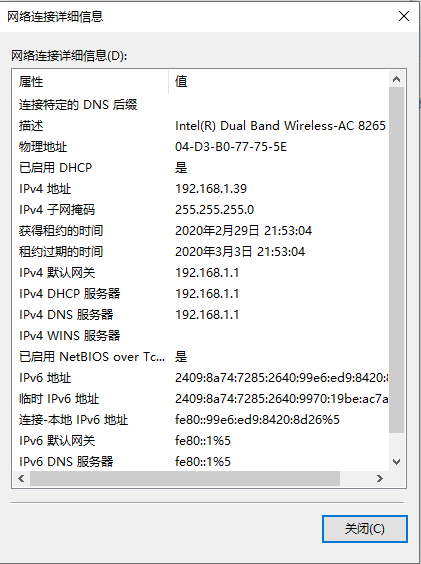 网络连接详细信息
网络连接详细信息(D):
属性 值
连接特定的 DNS 后缀
描述 Intel(R) Dual Band Wireless-AC 8265
物理地址 04-D3-B0-77-75-5E
已启用 DHCP 是
IPv4 地址 192.168.1.39
IPv4 子网掩码 255.255.255.0
获得租约的时间 2020年2月29日 21:53:04
租约过期的时间 2020年3月3日 21:53:04
IPv4 默认网关 192.168.1.1
IPv4 DHCP 服务器 192.168.1.1
IPv4 DNS 服务器 192.168.1.1
IPv4 WINS 服务器
已启用 NetBIOS over Tc... 是
IPv6 地址 2409:8a74:7285:2640:99e6:ed9:8420:8
临时 IPv6 地址 2409:8a74:7285:2640:9970:19be:ac7a
连接-本地 IPv6 地址 fe80::99e6:ed9:8420:8d26%5
IPv6 默认网关 fe80::1%5
IPv6 DNS 服务器 fe80::1%5
关闭(C)